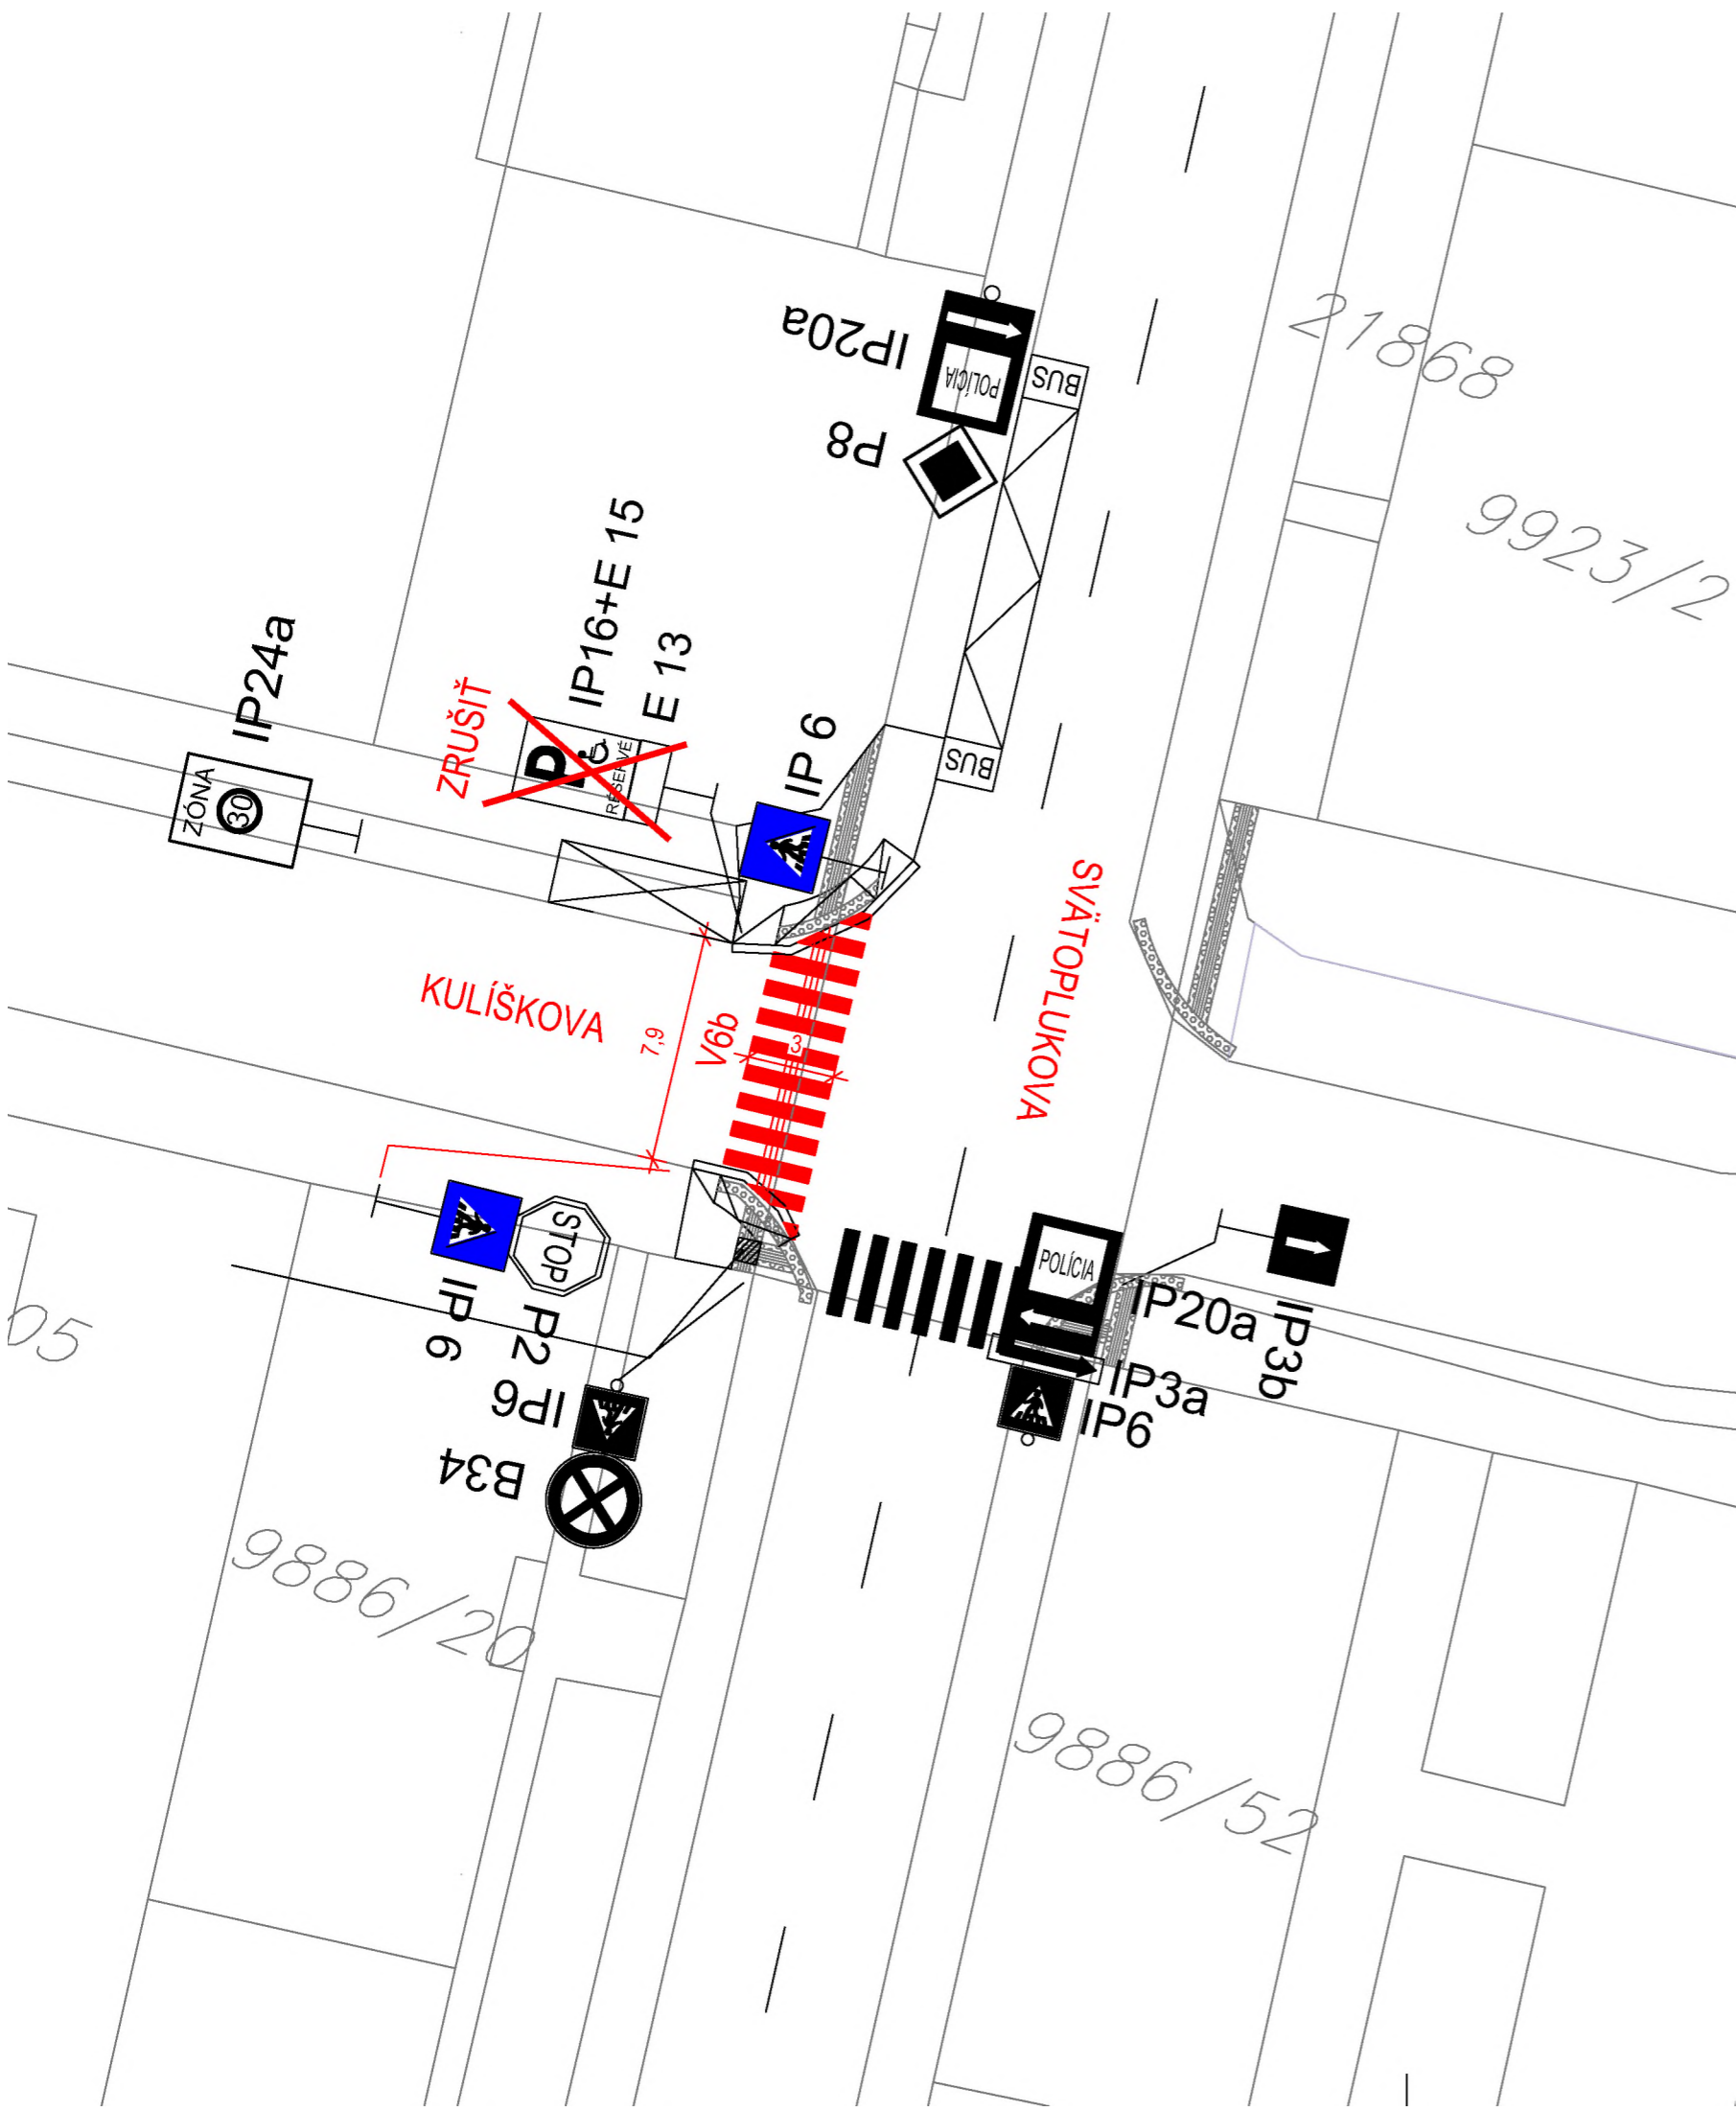 IP20a
POLÍCIA
BUS
P8
21868
9923/2
IP24a
ZÓNA
30
ZRUŠIŤ
IP16+E 15
E 13
P
RÉSERVÉ
IP 6
BUS
SVÄTOPLUKOVA
KULÍŠKOVA
7,9
V6b
3
STOP
IP 6
P2
IP6
B34
POLÍCIA
IP20a
IP3a
IP6
IP3b
05
9886/20
9886/52